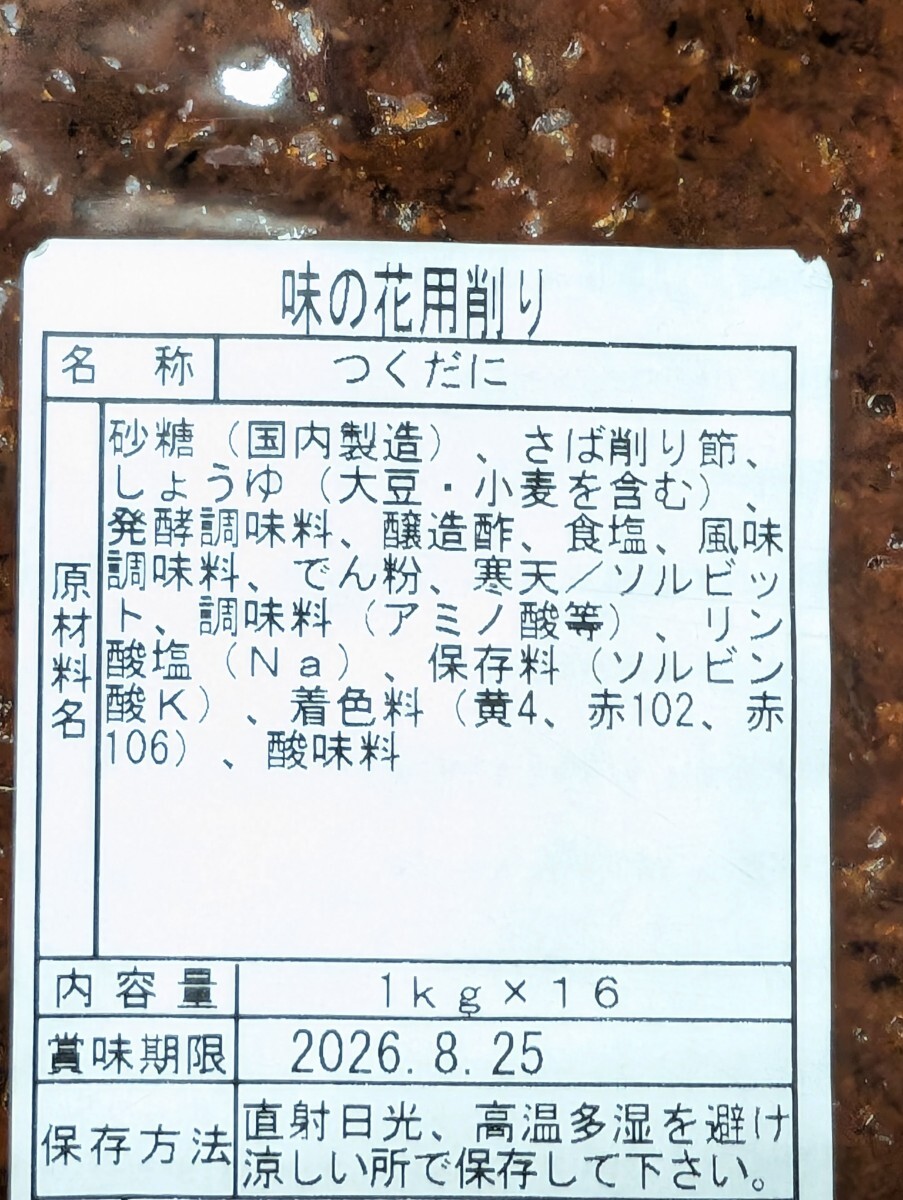 味の花用削り
名 称 つくだに
原材料名
砂糖（国内製造）、さば削り節、
しょうゆ（大豆・小麦を含む）、
発酵調味料、醸造酢、食塩、風味
調味料、でん粉、寒天／ソルビッ
ト、調味料（アミノ酸等）、リン
酸塩（Ｎａ）、保存料（ソルビン
酸Ｋ）、着色料（黄4、赤102、赤
106）、酸味料
内容量 １ｋｇ×１６
賞味期限 2026.8.25
保存方法
直射日光、高温多湿を避け
涼しい所で保存して下さい。